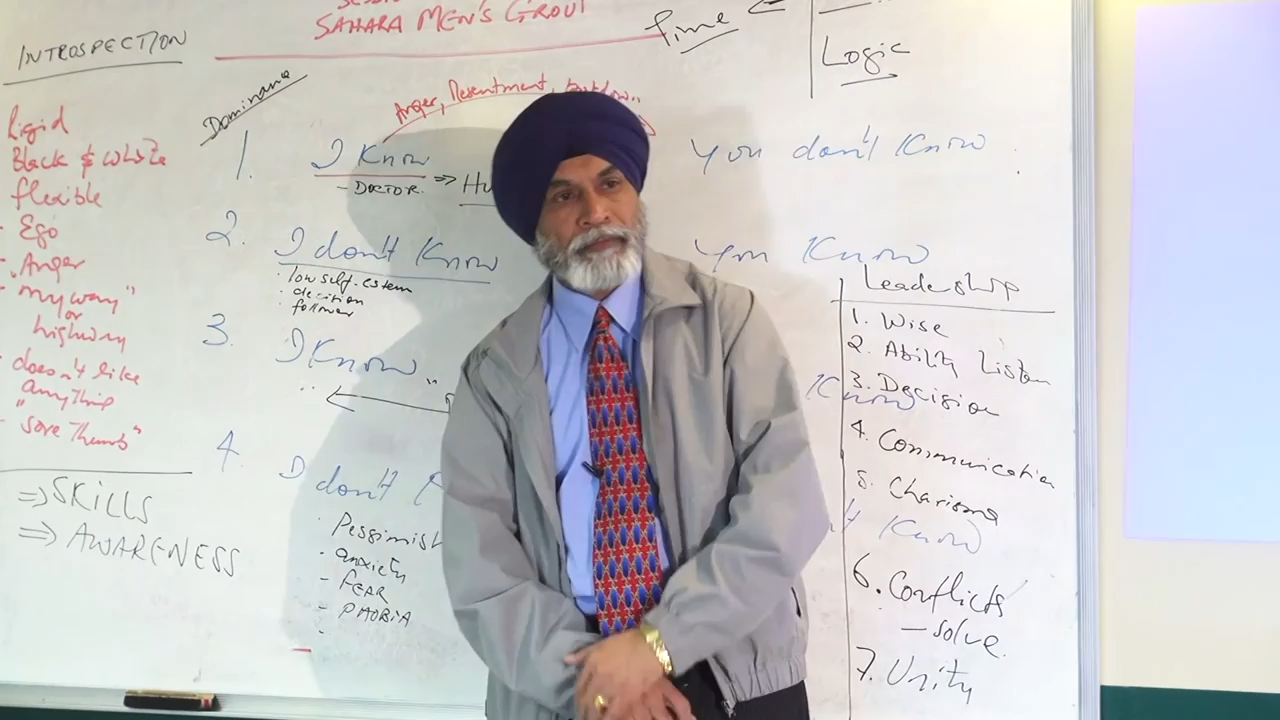 SAHARA MEN'S GROUP
INTROSPECTION
Rigid
Black & White
flexible
- Ego
- Anger
- "my way"
or
highway
- doesn't like
"anything"
- "sore thumb"
⇒ SKILLS
⇒ AWARENESS
Dominance
Anger, Resentment,
1. I Know
- DOCTOR. ⇒
You don't Know
2. I don't Know
. low self-esteem
. decision
. follower
You Know
3. I Know
Know
4. I don't
Know
. Pessimist
. anxiety
- FEAR
- PHOBIA
Time ←
Logic
Leadership
1. Wise
2. Ability Listen
3. Decision
4. Communication
5. Charisma
6. Conflicts
- solve.
7. Unity